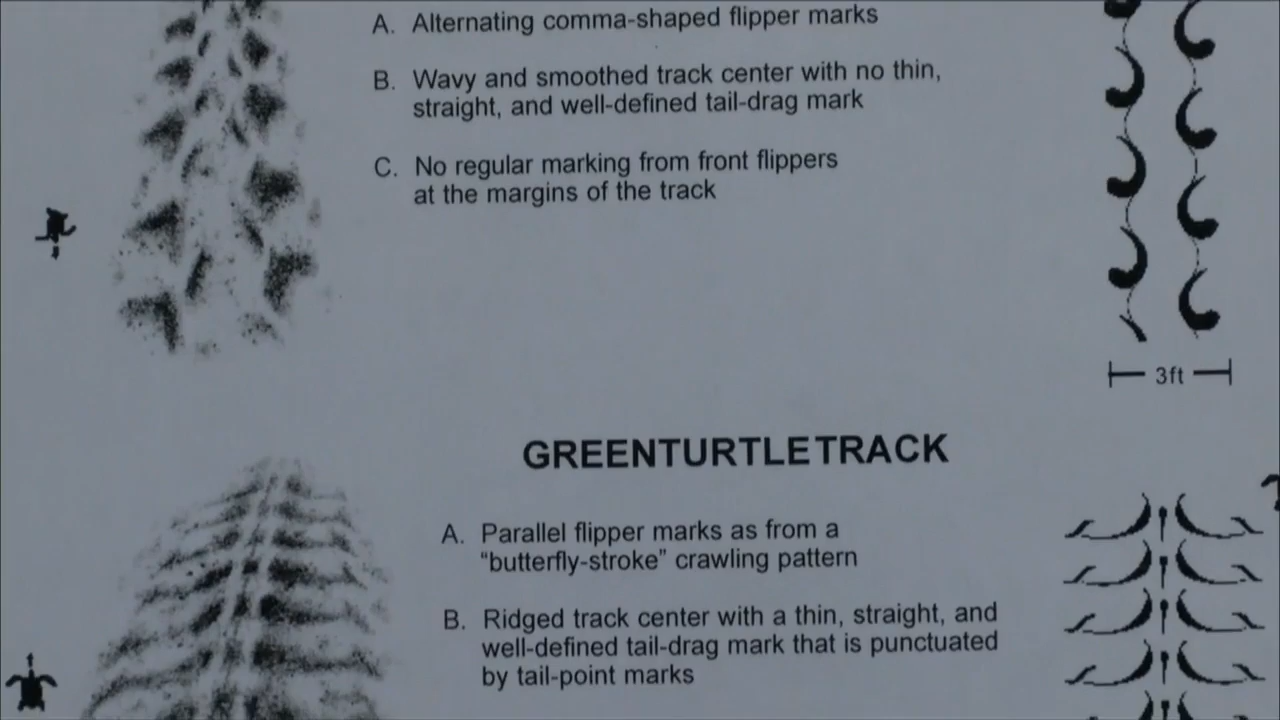 A. Alternating comma-shaped flipper marks
B. Wavy and smoothed track center with no thin,
straight, and well-defined tail-drag mark
C. No regular marking from front flippers
at the margins of the track
3ft
GREENTURTLETRACK
A. Parallel flipper marks as from a
“butterfly-stroke” crawling pattern
B. Ridged track center with a thin, straight, and
well-defined tail-drag mark that is punctuated
by tail-point marks